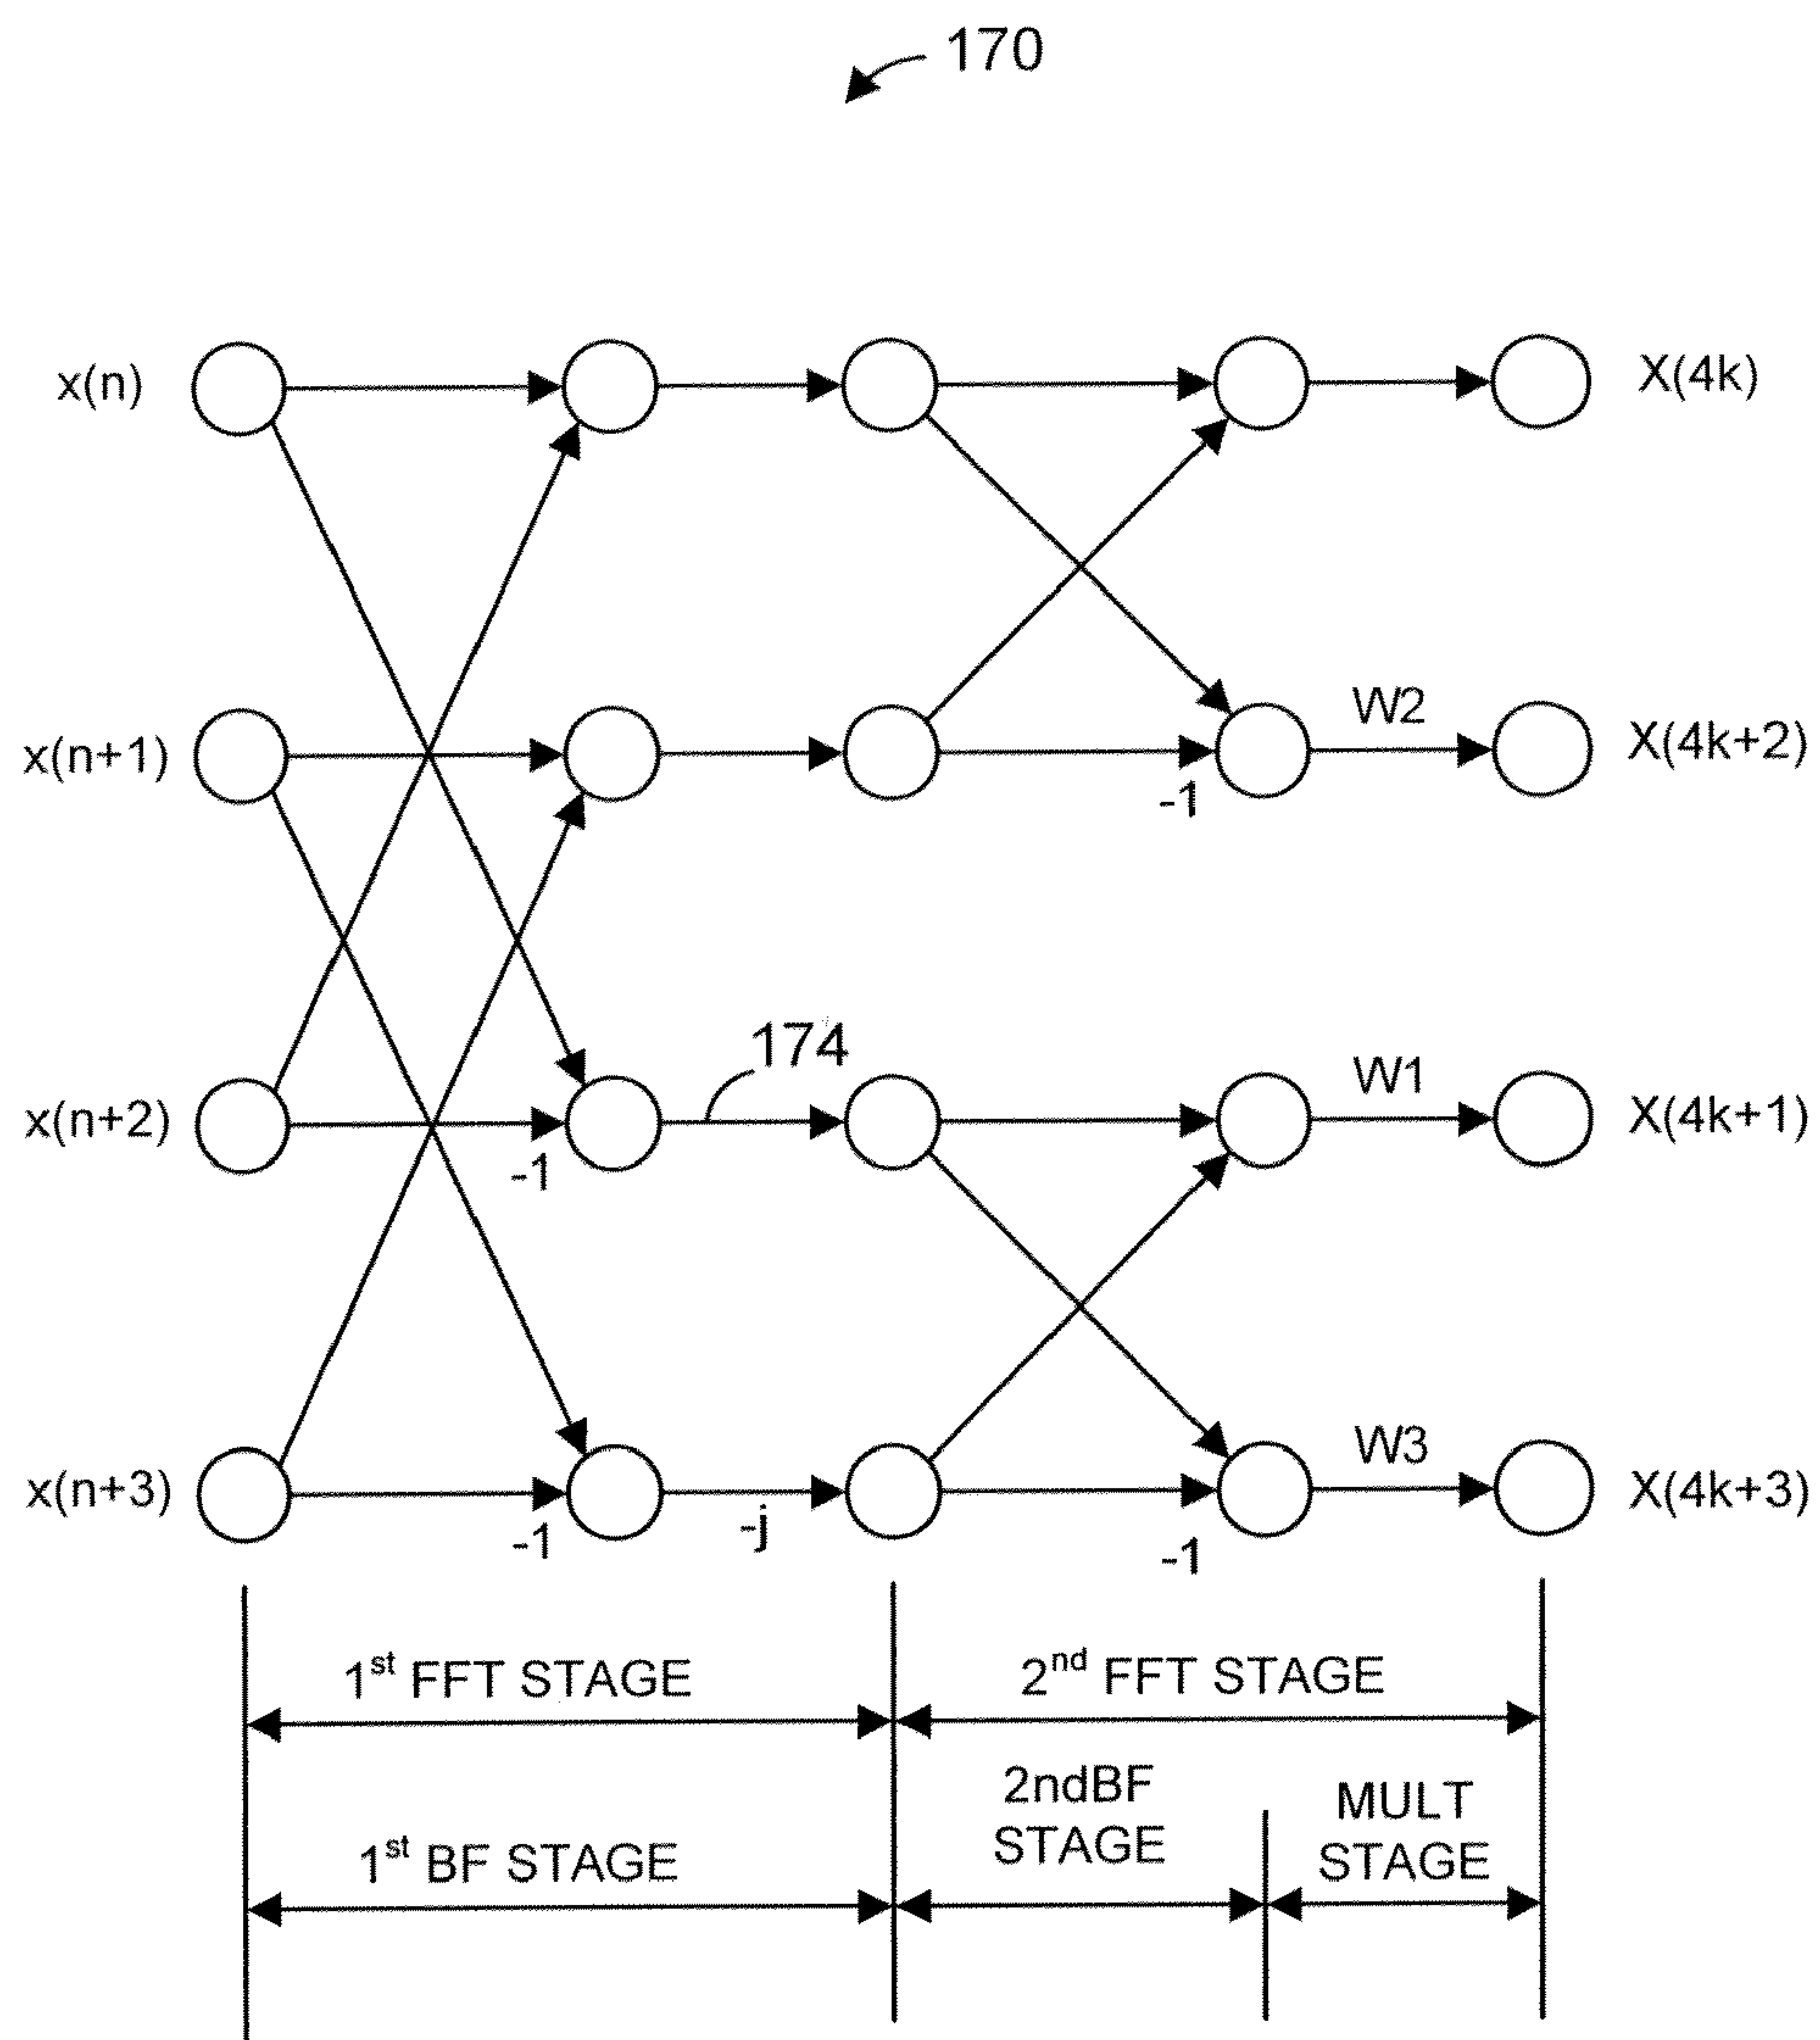 170
x(n)
X(4k)
x(n+1)
W2
X(4k+2)
-1
174
x(n+2)
W1
X(4k+1)
-1
x(n+3)
W3
X(4k+3)
-1
-j
-1
1st FFT STAGE
2nd FFT STAGE
1st BF STAGE
2ndBF
STAGE
MULT
STAGE